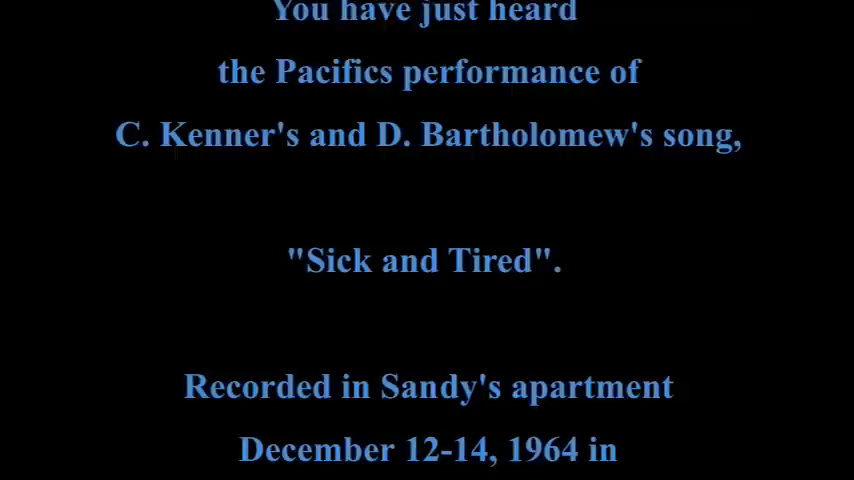 You have just heard
the Pacifics performance of
C. Kenner's and D. Bartholomew's song,
"Sick and Tired".
Recorded in Sandy's apartment
December 12-14, 1964 in